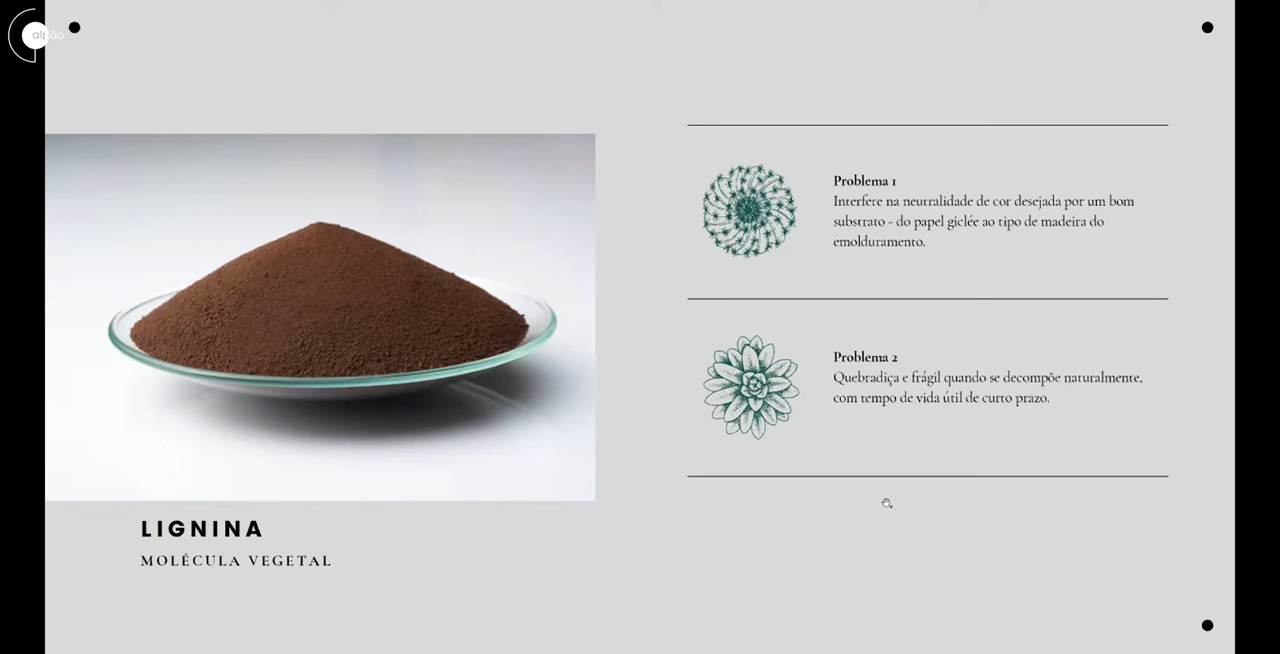 LIGNINA
MOLÉCULA VEGETAL
Problema 1
Interfere na neutralidade de cor desejada por um bom
substrato - do papel giclée ao tipo de madeira do
emolduramento.
Problema 2
Quebradiça e frágil quando se decompõe naturalmente,
com tempo de vida útil de curto prazo.